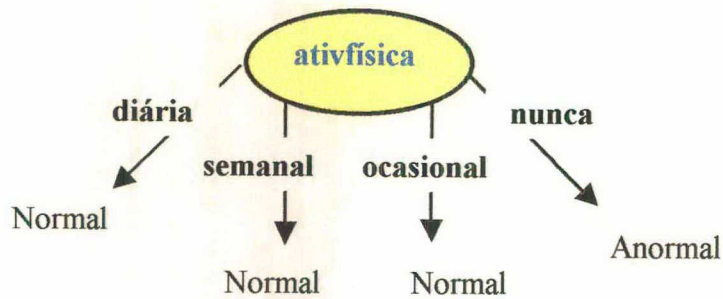 ativfísica
diária
nunca
semanal
ocasional
Normal
Anormal
Normal
Normal